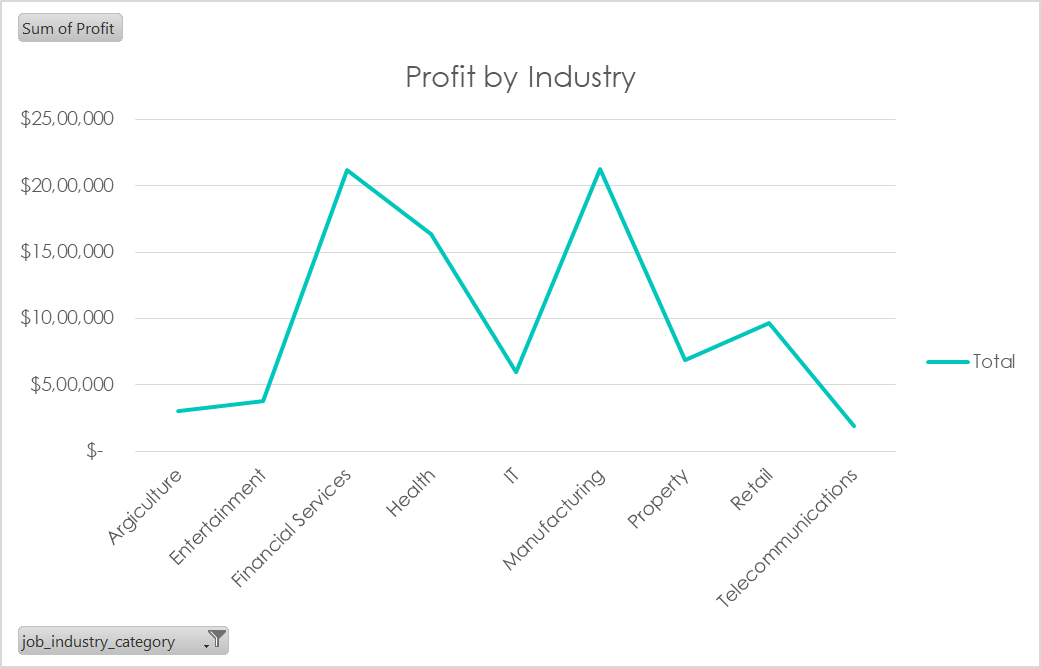 Sum of Profit
Profit by Industry
$25,00,000
$20,00,000
$15,00,000
$10,00,000
$5,00,000
$-
Total
Argiculture
Entertainment
Financial Services
Health
IT
Manufacturing
Property
Retail
Telecommunications
job_industry_category